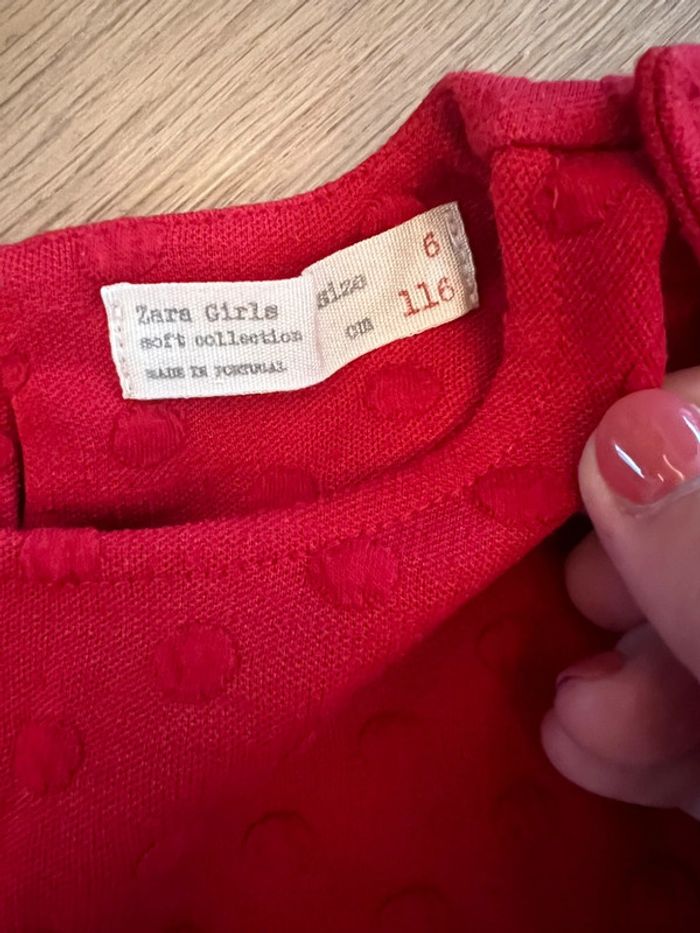 Zara Girls
soft collection
MADE IN PORTUGAL
size 6
cm 116